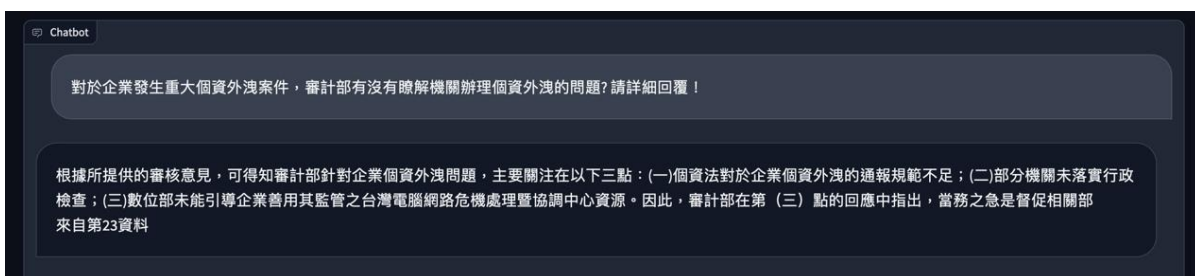 Chatbot
對於企業發生重大個資外洩案件，審計部有沒有瞭解機關辦理個資外洩的問題? 請詳細回覆！
根據所提供的審核意見，可得知審計部針對企業個資外洩問題，主要關注在以下三點：(一)個資法對於企業個資外洩的通報規範不足；(二)部分機關未落實行政
檢查；(三)數位部未能引導企業善用其監管之台灣電腦網路危機處理暨協調中心資源。因此，審計部在第（三）點的回應中指出，當務之急是督促相關部
來自第23資料